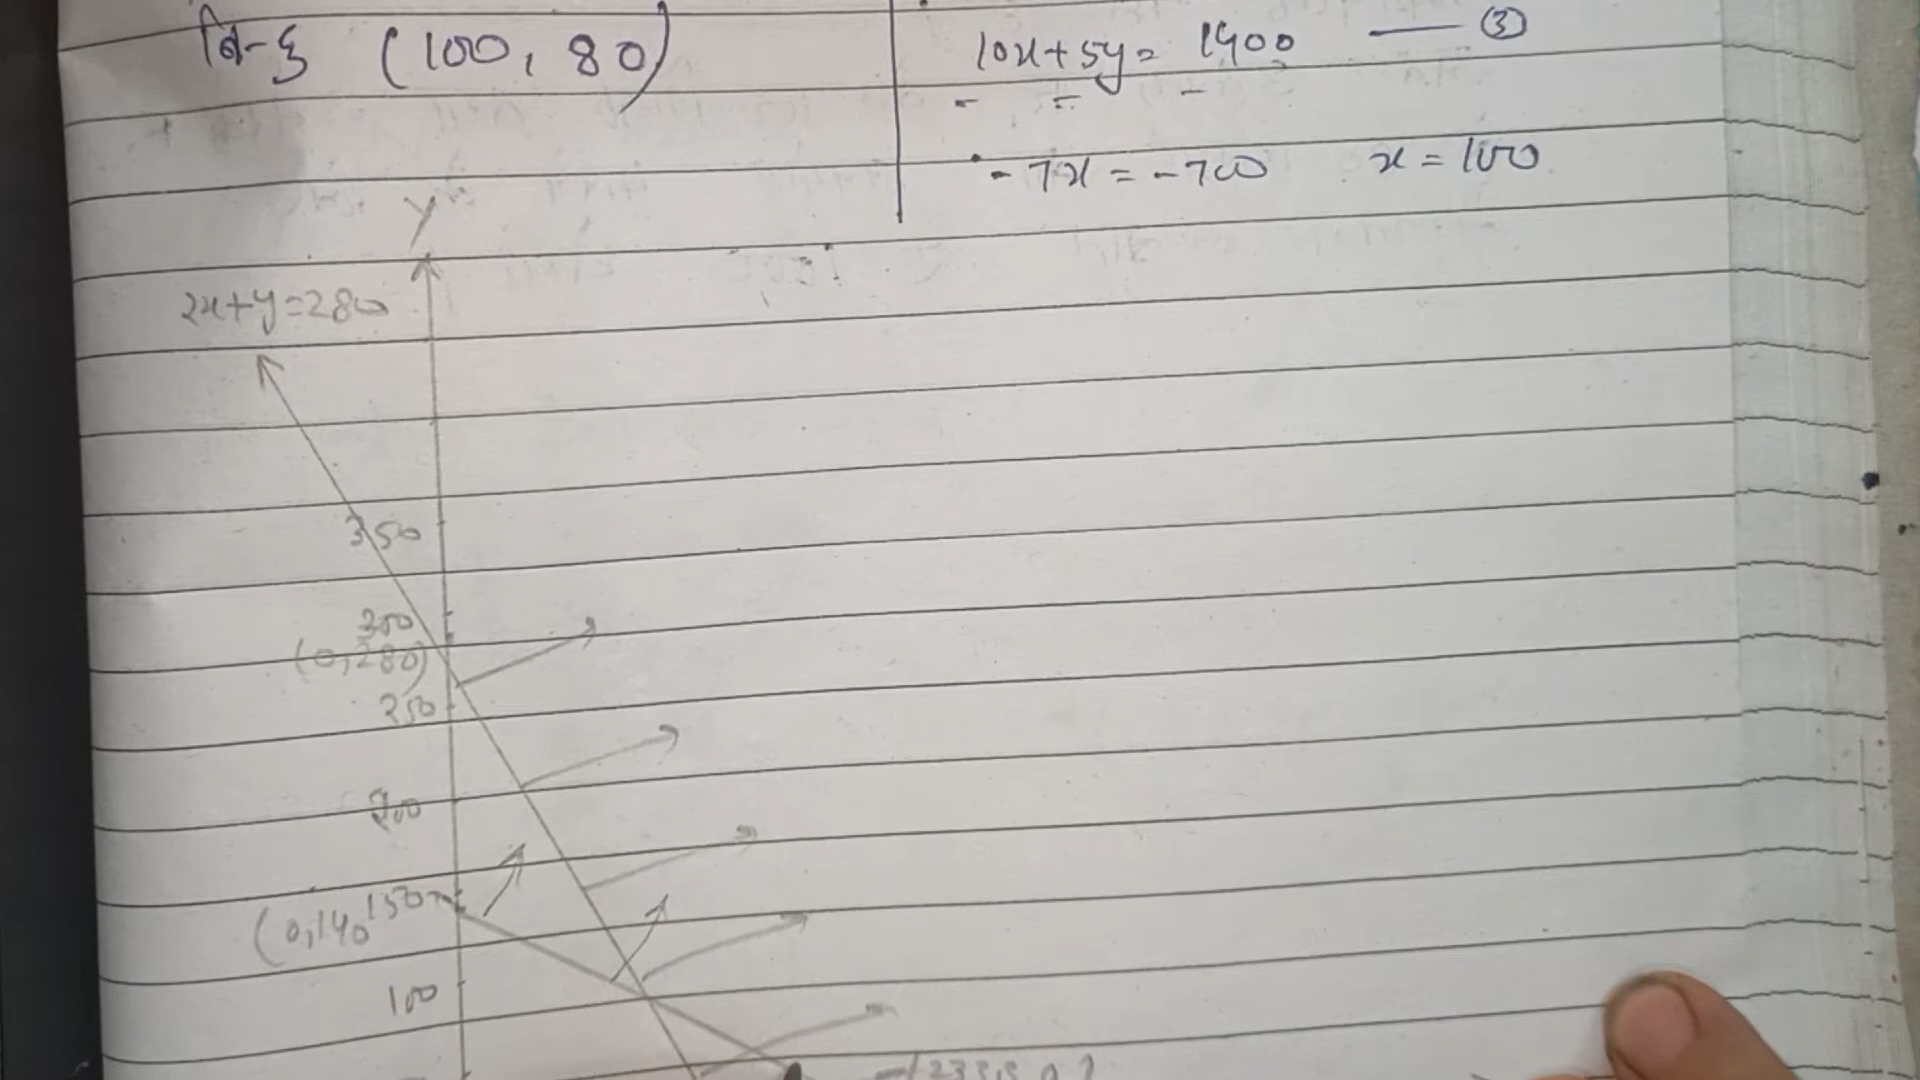 (100, 80)
10x+5y= 1400 —— ③
- - -
- 7x = -700 x = 100
y
2x+y=280
350
300
(0,280)
250
200
150
(0,140
100